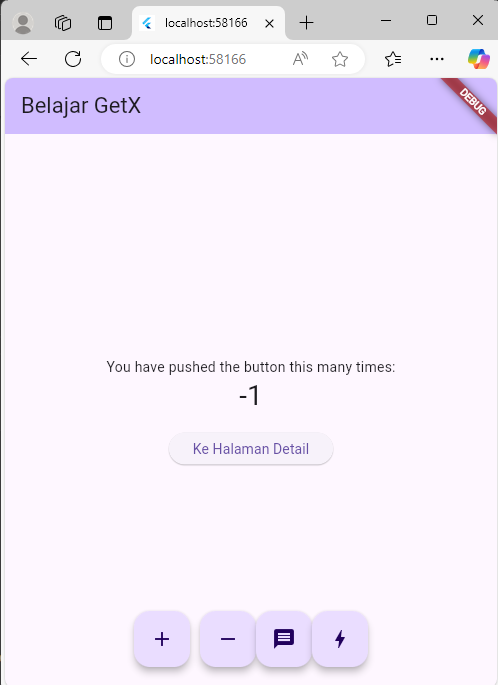 localhost:58166
localhost:58166
Belajar GetX
DEBUG
You have pushed the button this many times:
-1
Ke Halaman Detail